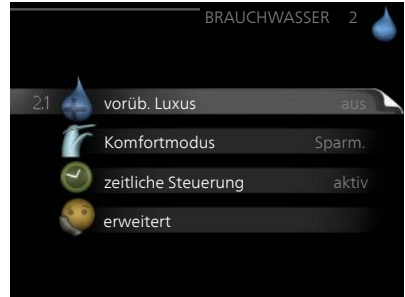 BRAUCHWASSER 2
2.1 vorüb. Luxus aus
Komfortmodus Sparm.
zeitliche Steuerung aktiv
erweitert